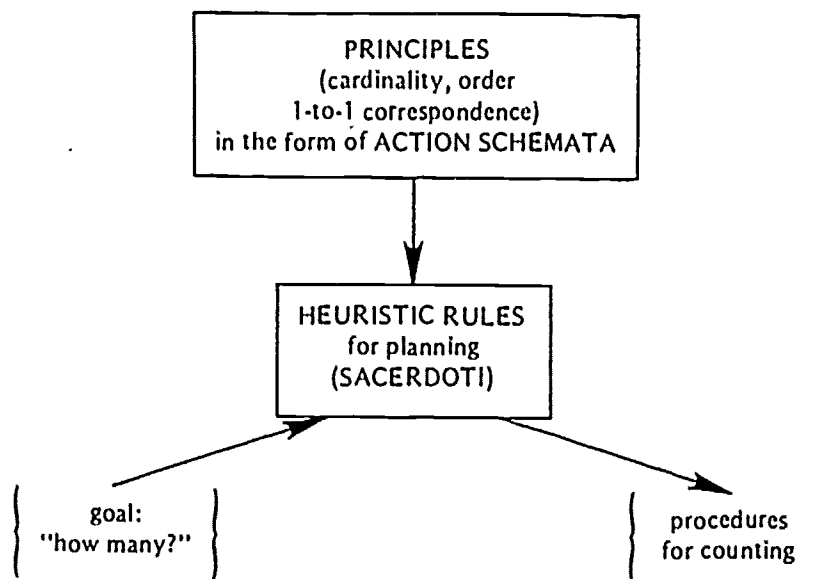 PRINCIPLES
(cardinality, order
1-to-1 correspondence)
in the form of ACTION SCHEMATA
HEURISTIC RULES
for planning
(SACERDOTI)
goal:
"how many?"
procedures
for counting